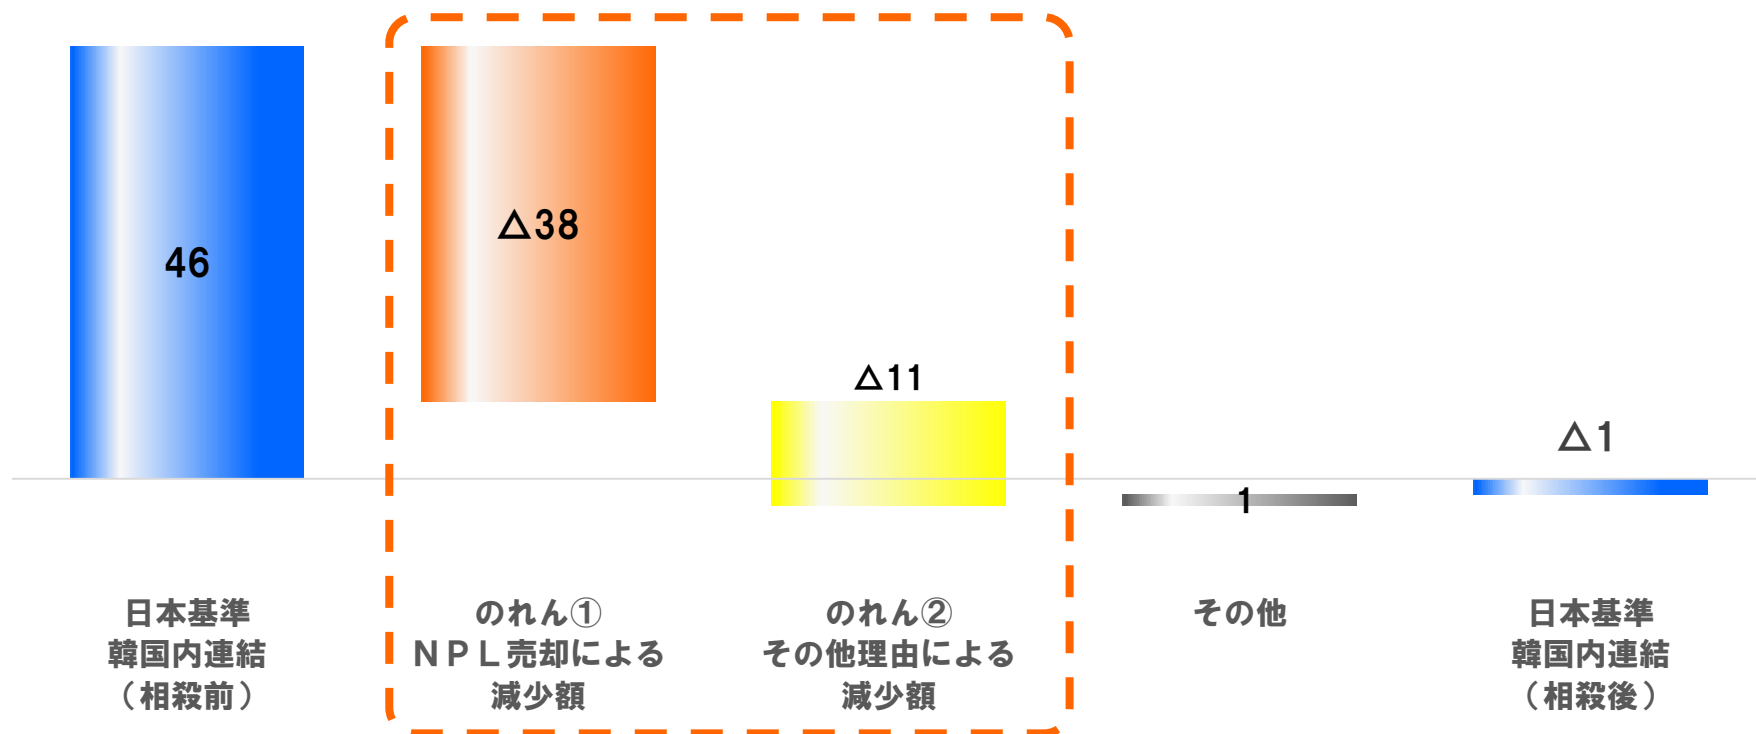 46
△38
△11
1
△1
日本基準
韓国内連結
（相殺前）
のれん①
ＮＰＬ売却による
減少額
のれん②
その他理由による
減少額
その他
日本基準
韓国内連結
（相殺後）